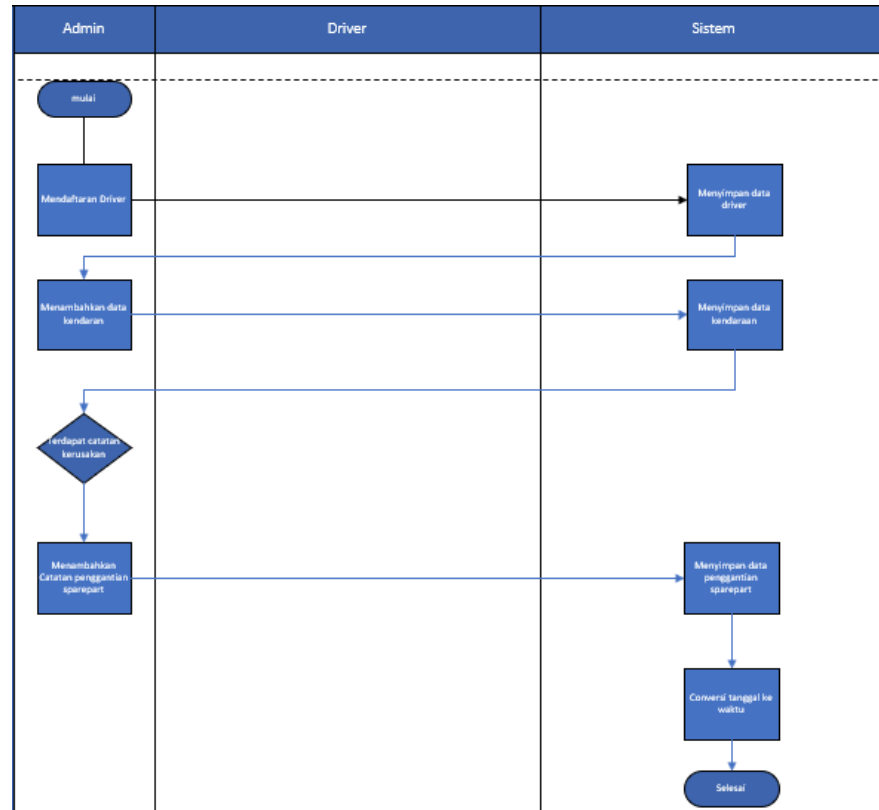 Admin
Driver
Sistem
mulai
Mendaftaran Driver
Menyimpan data
driver
Menambahkan data
kendaran
Menyimpan data
kendaraan
Terdapat catatan
kerusakan
Menambahkan
Catatan penggantian
sparepart
Menyimpan data
penggantian
sparepart
Conversi tanggal ke
waktu
Selesai